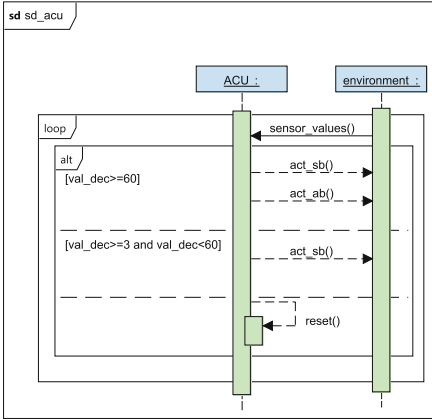 sd sd_acu
ACU :
environment :
loop
sensor_values()
alt
act_sb()
[val_dec>=60]
act_ab()
[val_dec>=3 and val_dec<60]
act_sb()
reset()